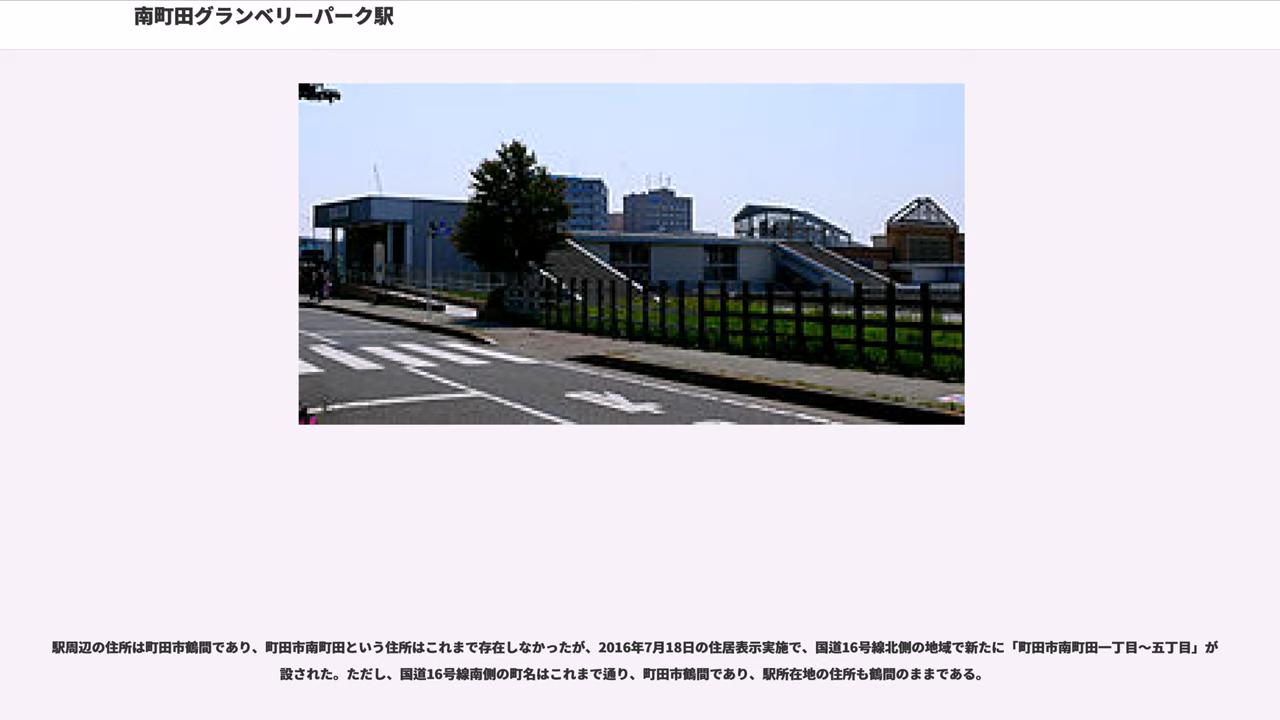 南町田グランベリーパーク駅
駅周辺の住所は町田市鶴間であり、町田市南町田という住所はこれまで存在しなかったが、2016年7月18日の住居表示実施で、国道16号線北側の地域で新たに「町田市南町田一丁目〜五丁目」が
設された。ただし、国道16号線南側の町名はこれまで通り、町田市鶴間であり、駅所在地の住所も鶴間のままである。